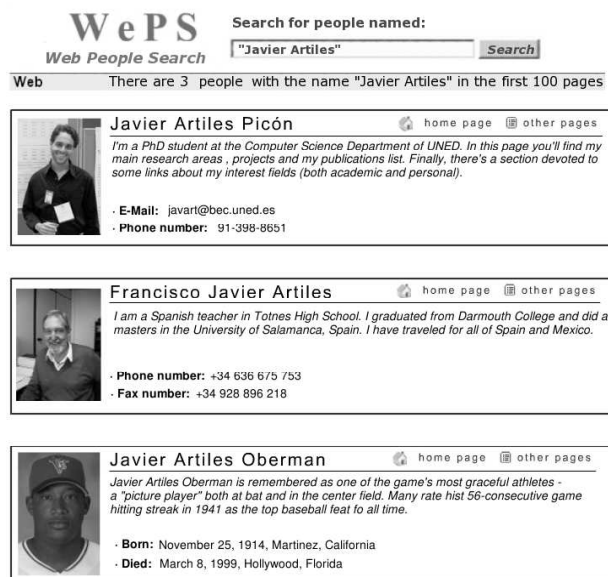 WePS
Web People Search
Search for people named:
"Javier Artiles"
Search
Web There are 3 people with the name "Javier Artiles" in the first 100 pages
Javier Artiles Picón home page other pages
I'm a PhD student at the Computer Science Department of UNED. In this page you'll find my
main research areas , projects and my publications list. Finally, there's a section devoted to
some links about my interest fields (both academic and personal).
· E-Mail: javart@bec.uned.es
· Phone number: 91-398-8651
Francisco Javier Artiles home page other pages
I am a Spanish teacher in Totnes High School. I graduated from Darmouth College and did a
masters in the University of Salamanca, Spain. I have traveled for all of Spain and Mexico.
· Phone number: +34 636 675 753
· Fax number: +34 928 896 218
Javier Artiles Oberman home page other pages
Javier Artiles Oberman is remembered as one of the game's most graceful athletes -
a "picture player" both at bat and in the center field. Many rate hist 56-consecutive game
hitting streak in 1941 as the top baseball feat fo all time.
· Born: November 25, 1914, Martinez, California
· Died: March 8, 1999, Hollywood, Florida